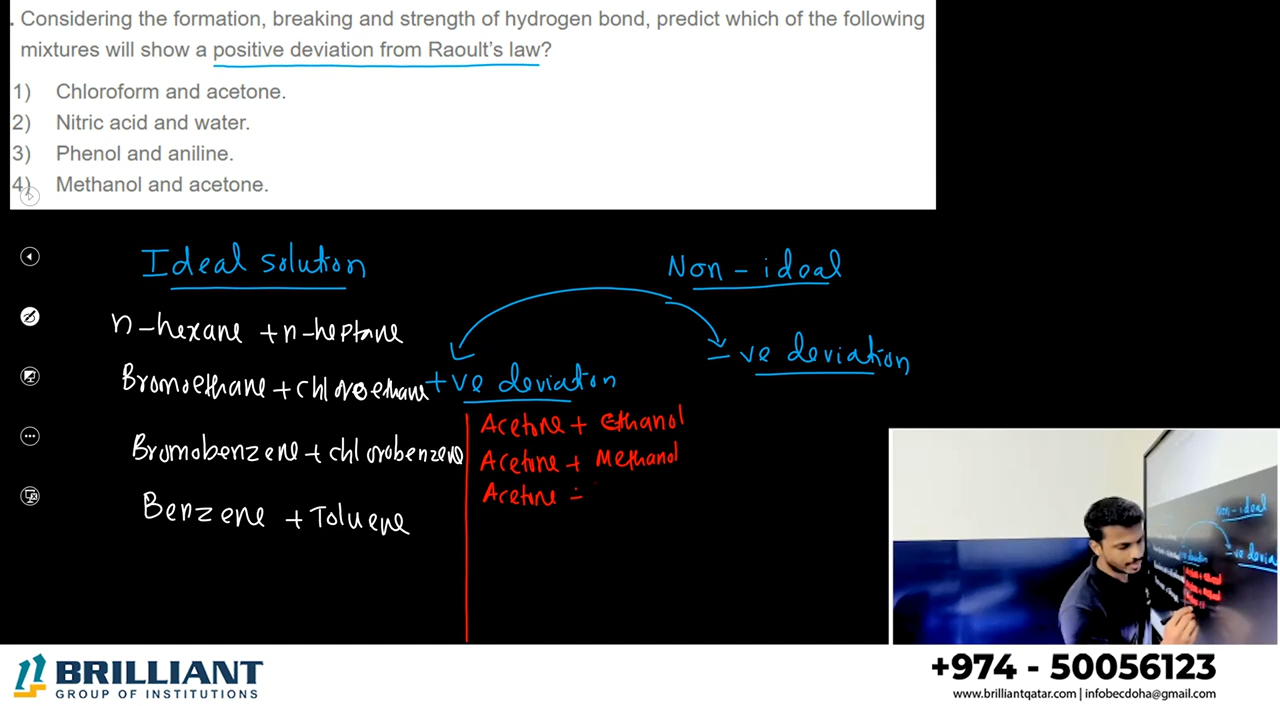 . Considering the formation, breaking and strength of hydrogen bond, predict which of the following
mixtures will show a positive deviation from Raoult's law?
1) Chloroform and acetone.
2) Nitric acid and water.
3) Phenol and aniline.
4) Methanol and acetone.
Ideal solution
Non-ideal
n-hexane + n-heptane
-ve deviation
Bromoethane + chloroethane
+ve deviation
Acetone + Ethanol
Bromobenzene + chlorobenzene
Acetone + Methanol
Acetone
Benzene + Toluene
Non-ideal
BRILLIANT
GROUP OF INSTITUTIONS
+974 - 50056123
www.brilliantqatar.com | infobecdoha@gmail.com